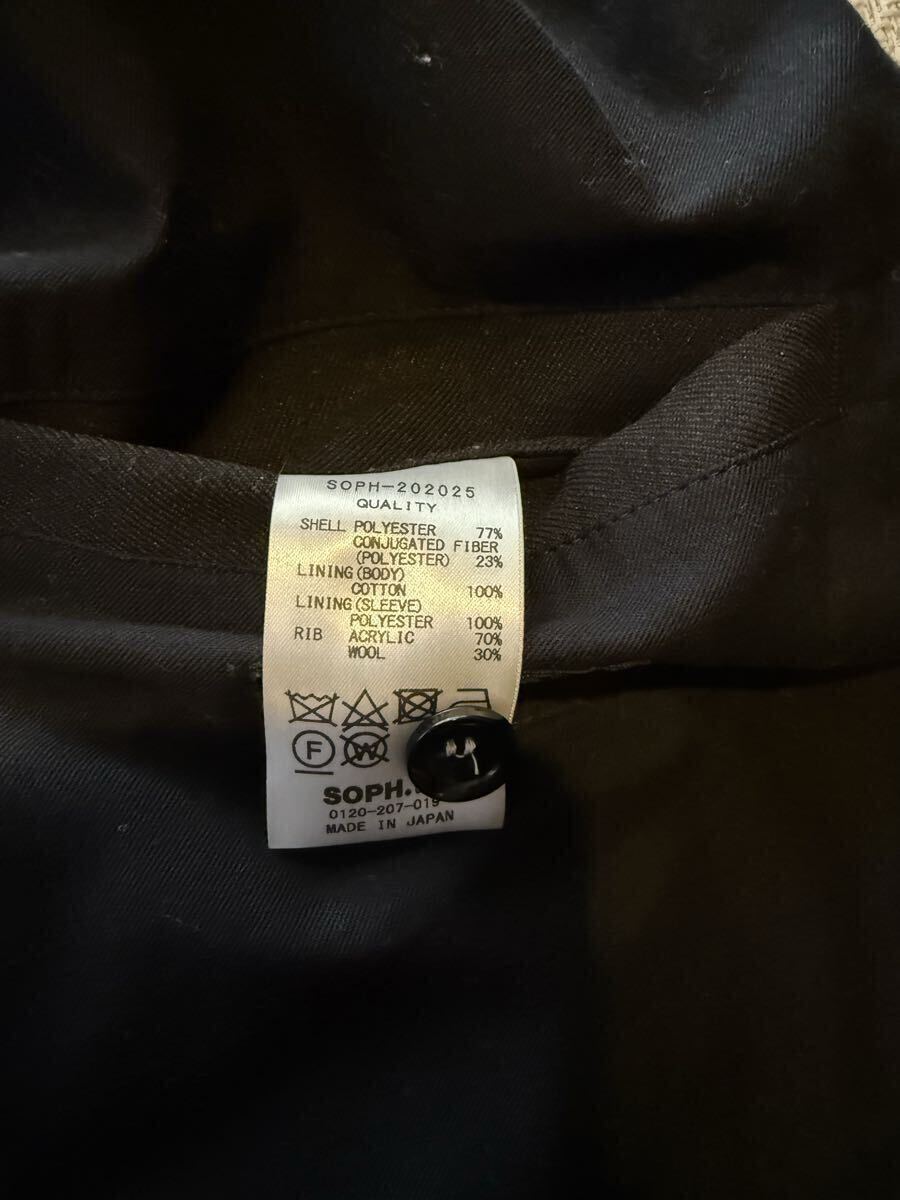 SOPH-202025
QUALITY
SHELL POLYESTER 77%
CONJUGATED FIBER
(POLYESTER) 23%
LINING(BODY)
COTTON 100%
LINING(SLEEVE)
POLYESTER 100%
RIB ACRYLIC 70%
WOOL 30%
F W
SOPH.
0120-207-019
MADE IN JAPAN